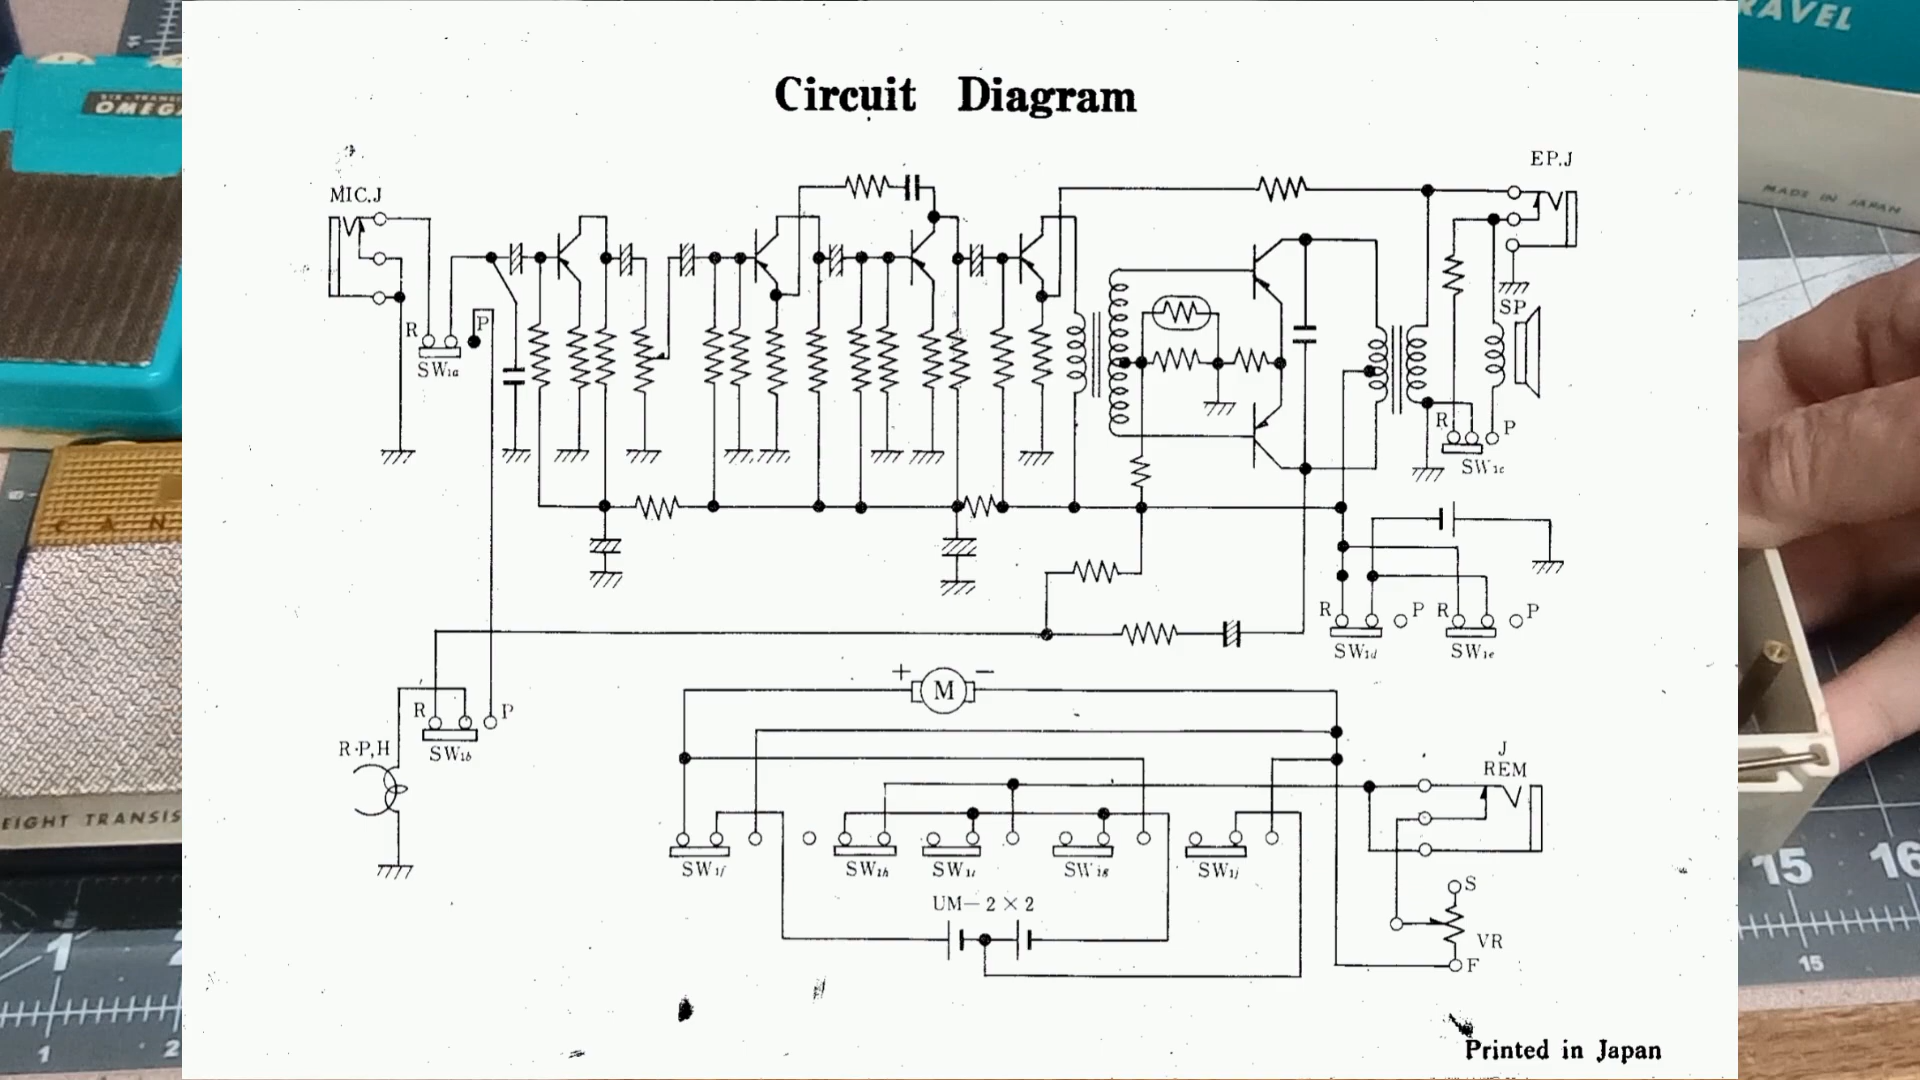 Circuit Diagram
EP.J
MIC.J
R
P
SW1a
SP
R
P
SW1c
R
P
R
P
SW1d
SW1e
+
M
−
R
P
SW1b
R·P,H
J
REM
SW1f
SW1h
SW1i
SW1g
SW1j
UM—2×2
S
VR
F
Printed in Japan
OMEGA
CAN
EIGHT TRANSIS
1
1
2
RAVEL
MADE IN JAPAN
15
16
15